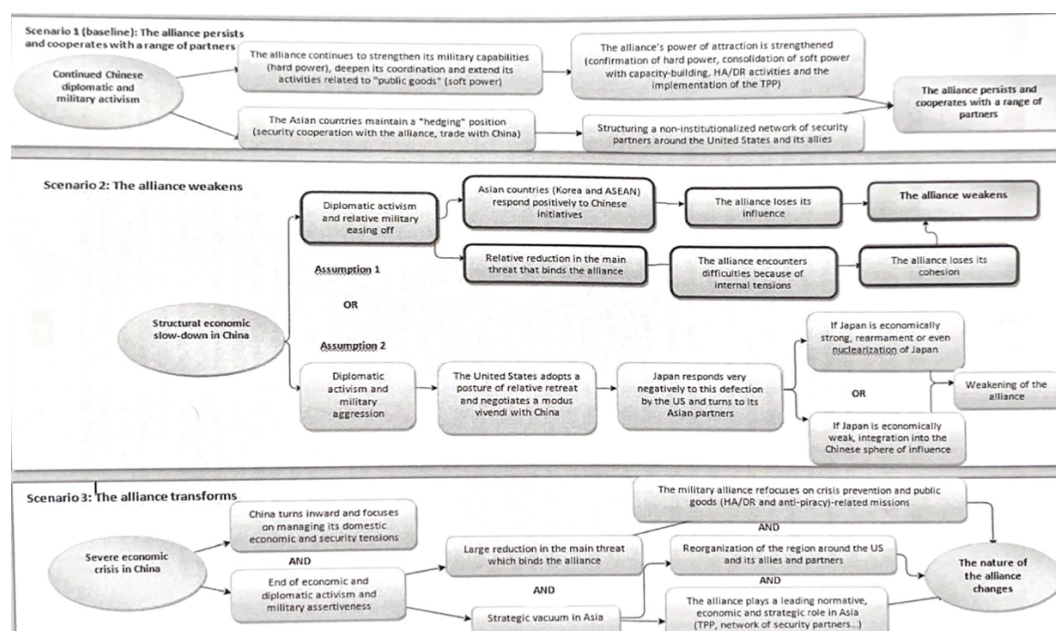 Scenario 1 (baseline): The alliance persists
and cooperates with a range of partners
Continued Chinese
diplomatic and
military activism
The alliance continues to strengthen its military capabilities
(hard power), deepen its coordination and extend its
activities related to "public goods" (soft power)
The alliance's power of attraction is strengthened
(confirmation of hard power, consolidation of soft power
with capacity-building, HA/DR activities and the
implementation of the TPP)
The Asian countries maintain a "hedging" position
(security cooperation with the alliance, trade with China)
Structuring a non-institutionalized network of security
partners around the United States and its allies
The alliance persists and
cooperates with a range of
partners
Scenario 2: The alliance weakens
Structural economic
slow-down in China
Diplomatic activism
and relative military
easing off
Asian countries (Korea and ASEAN)
respond positively to Chinese
initiatives
The alliance loses its
influence
The alliance weakens
Relative reduction in the main
threat that binds the alliance
The alliance encounters
difficulties because of
internal tensions
The alliance loses its
cohesion
Assumption 1
OR
Assumption 2
Diplomatic
activism and
military
aggression
The United States adopts a
posture of relative retreat
and negotiates a modus
vivendi with China
Japan responds very
negatively to this defection
by the US and turns to its
Asian partners
If Japan is economically
strong, rearmament or even
nuclearization of Japan
OR
If Japan is economically
weak, integration into the
Chinese sphere of influence
Weakening of the
alliance
Scenario 3: The alliance transforms
Severe economic
crisis in China
China turns inward and focuses
on managing its domestic
economic and security tensions
AND
End of economic and
diplomatic activism and
military assertiveness
Large reduction in the main threat
which binds the alliance
AND
Strategic vacuum in Asia
The military alliance refocuses on crisis prevention and public
goods (HA/DR and anti-piracy)-related missions
AND
Reorganization of the region around the US
and its allies and partners
AND
The alliance plays a leading normative,
economic and strategic role in Asia
(TPP, network of security partners...)
The nature of
the alliance
changes